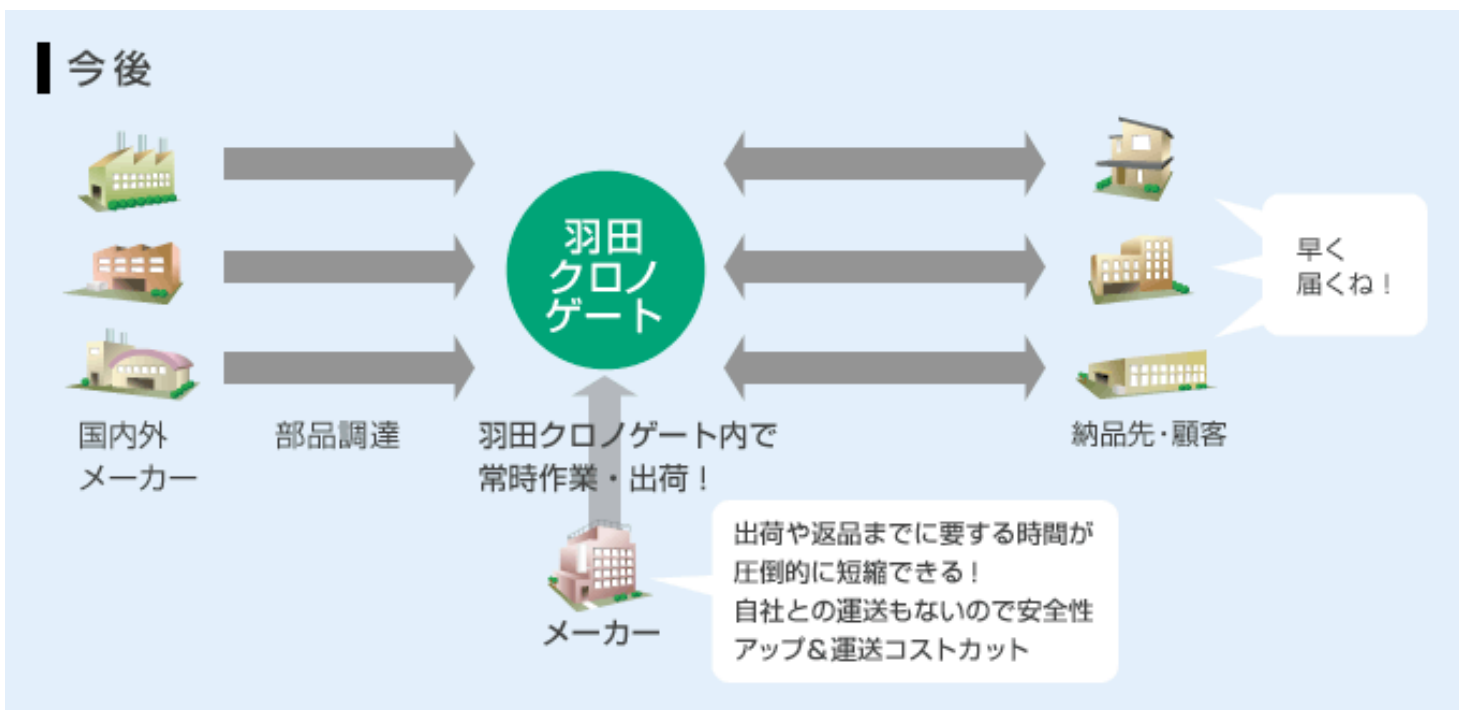 今後
羽田
クロノ
ゲート
早く
届くね！
国内外
メーカー
部品調達
羽田クロノゲート内で
常時作業・出荷！
納品先・顧客
メーカー
出荷や返品までに要する時間が
圧倒的に短縮できる！
自社との運送もないので安全性
アップ＆運送コストカット